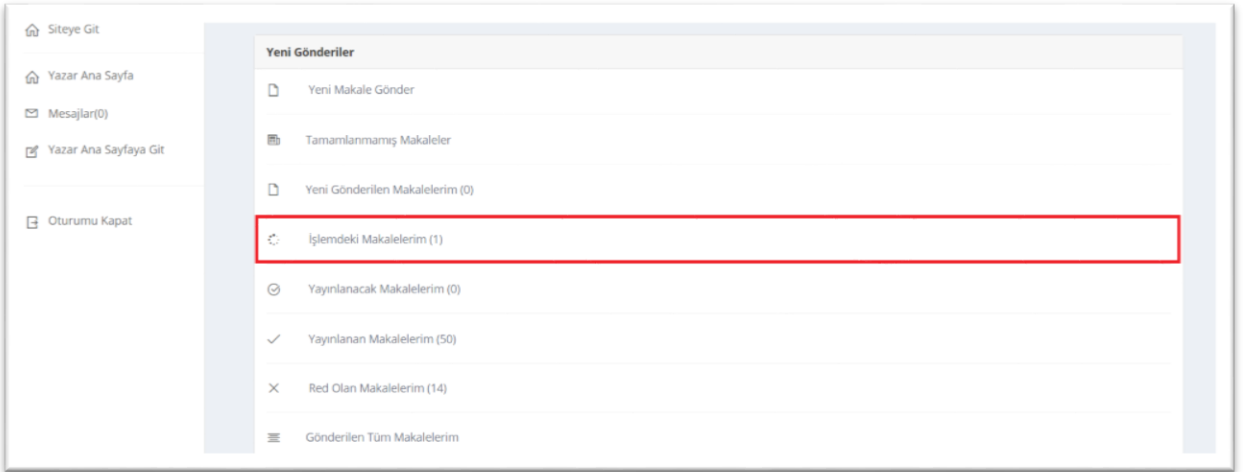 Siteye Git
Yazar Ana Sayfa
Mesajlar(0)
Yazar Ana Sayfaya Git
Oturumu Kapat
Yeni Gönderiler
Yeni Makale Gönder
Tamamlanmamış Makaleler
Yeni Gönderilen Makalelerim (0)
İşlemdeki Makalelerim (1)
Yayınlanacak Makalelerim (0)
Yayınlanan Makalelerim (50)
Red Olan Makalelerim (14)
Gönderilen Tüm Makalelerim